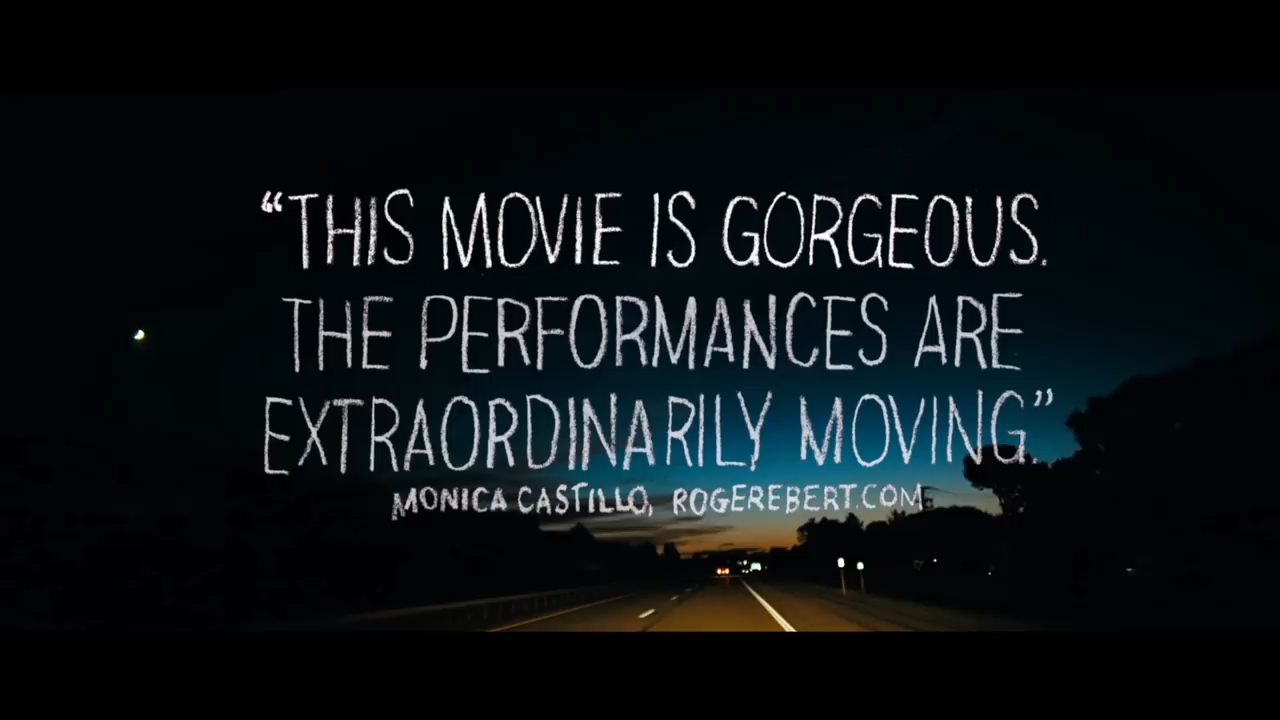 “THIS MOVIE IS GORGEOUS.
THE PERFORMANCES ARE
EXTRAORDINARILY MOVING.”
MONICA CASTILLO, ROGEREBERT.COM